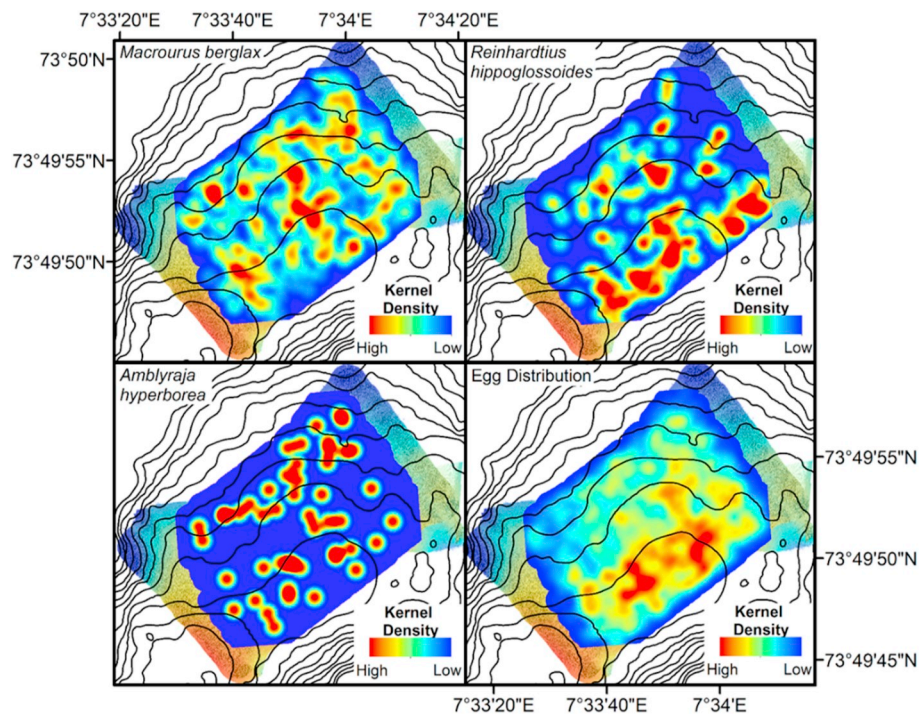 7°33'20"E 7°33'40"E 7°34'E 7°34'20"E
73°50'N
73°49'55"N
73°49'50"N
Macrourus berglax
Kernel
Density
High Low
Reinhardtius
hippoglossoides
Kernel
Density
High Low
Amblyraja
hyperborea
Kernel
Density
High Low
Egg Distribution
Kernel
Density
High Low
73°49'55"N
73°49'50"N
73°49'45"N
7°33'20"E 7°33'40"E 7°34'E